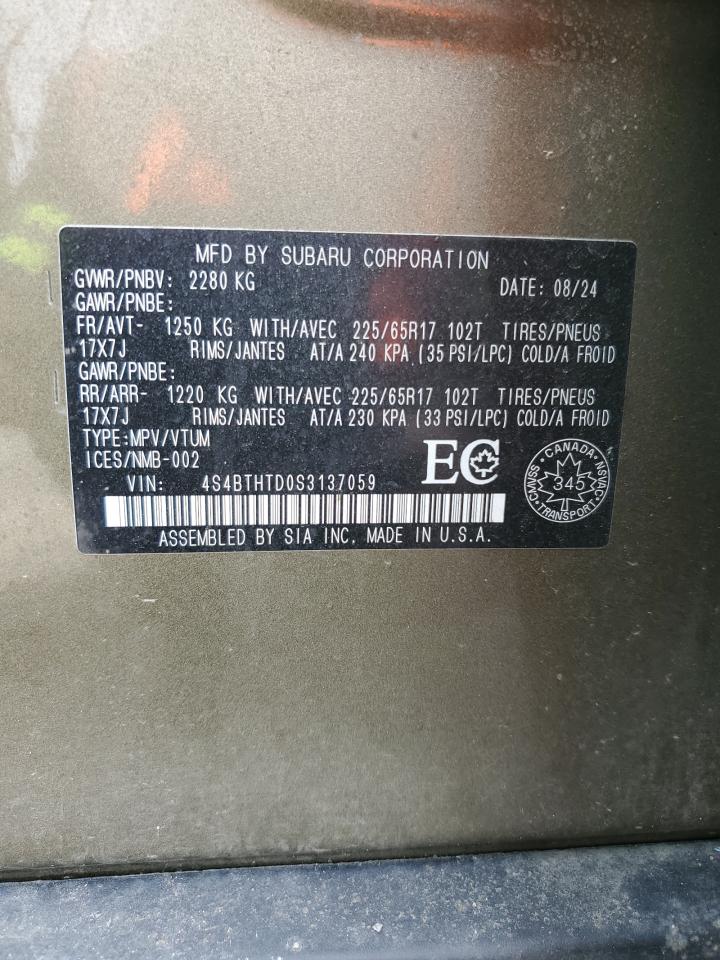 MFD BY SUBARU CORPORATION
GVWR/PNBV: 2280 KG DATE: 08/24
GAWR/PNBE:
FR/AVT- 1250 KG WITH/AVEC 225/65R17 102T TIRES/PNEUS
17X7J RIMS/JANTES AT/A 240 KPA (35 PSI/LPC) COLD/A FROID
GAWR/PNBE:
RR/ARR- 1220 KG WITH/AVEC 225/65R17 102T TIRES/PNEUS
17X7J RIMS/JANTES AT/A 230 KPA (33 PSI/LPC) COLD/A FROID
TYPE:MPV/VTUM
ICES/NMB-002
EC
CMVSS · CANADA · NSVAC · TRANSPORT ·
345
VIN: 4S4BTHTD0S3137059
ASSEMBLED BY SIA INC. MADE IN U.S.A.